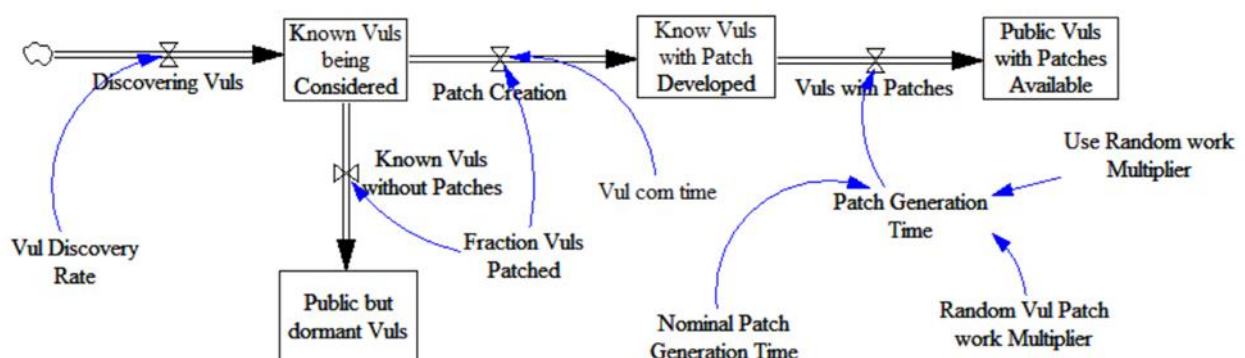 Known Vuls
being
Considered
Know Vuls
with Patch
Developed
Public Vuls
with Patches
Available
Discovering Vuls
Patch Creation
Vuls with Patches
Known Vuls
without Patches
Vul com time
Use Random work
Multiplier
Patch Generation
Time
Vul Discovery
Rate
Fraction Vuls
Patched
Public but
dormant Vuls
Nominal Patch
Generation Time
Random Vul Patch
work Multiplier